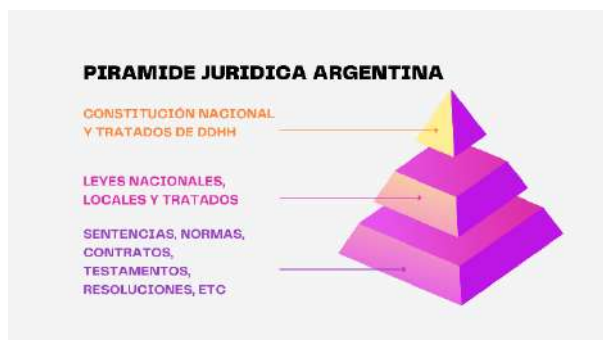 PIRAMIDE JURIDICA ARGENTINA
CONSTITUCIÓN NACIONAL
Y TRATADOS DE DDHH
LEYES NACIONALES,
LOCALES Y TRATADOS
SENTENCIAS, NORMAS,
CONTRATOS,
TESTAMENTOS,
RESOLUCIONES, ETC